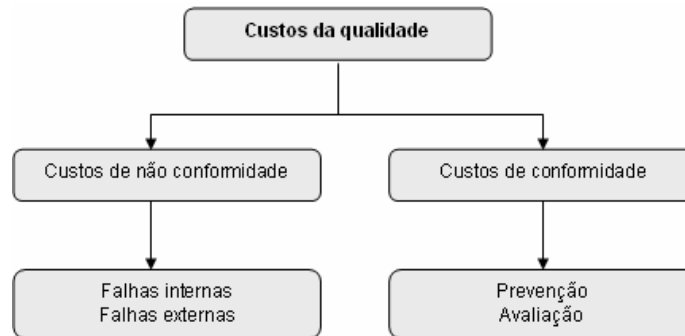 Custos da qualidade
Custos de não conformidade
Custos de conformidade
Falhas internas
Falhas externas
Prevenção
Avaliação